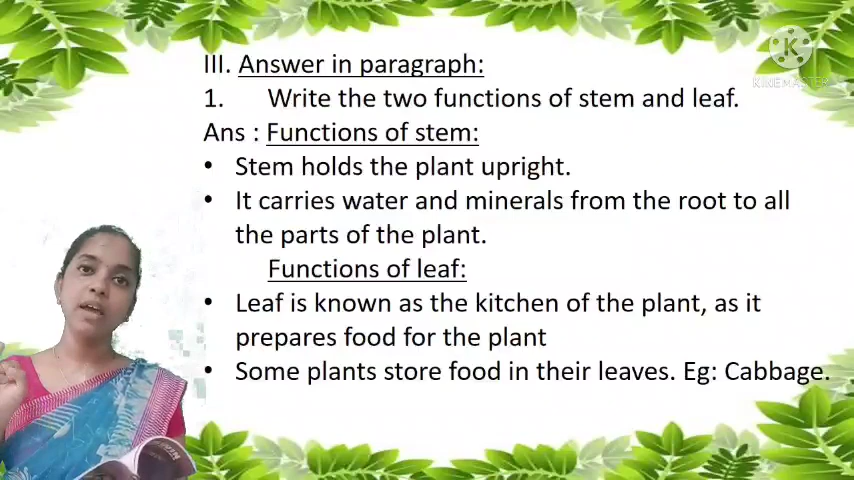 III. Answer in paragraph:
1. Write the two functions of stem and leaf.
Ans : Functions of stem:
• Stem holds the plant upright.
• It carries water and minerals from the root to all
the parts of the plant.
Functions of leaf:
• Leaf is known as the kitchen of the plant, as it
prepares food for the plant
• Some plants store food in their leaves. Eg: Cabbage.
K
KINEMASTER